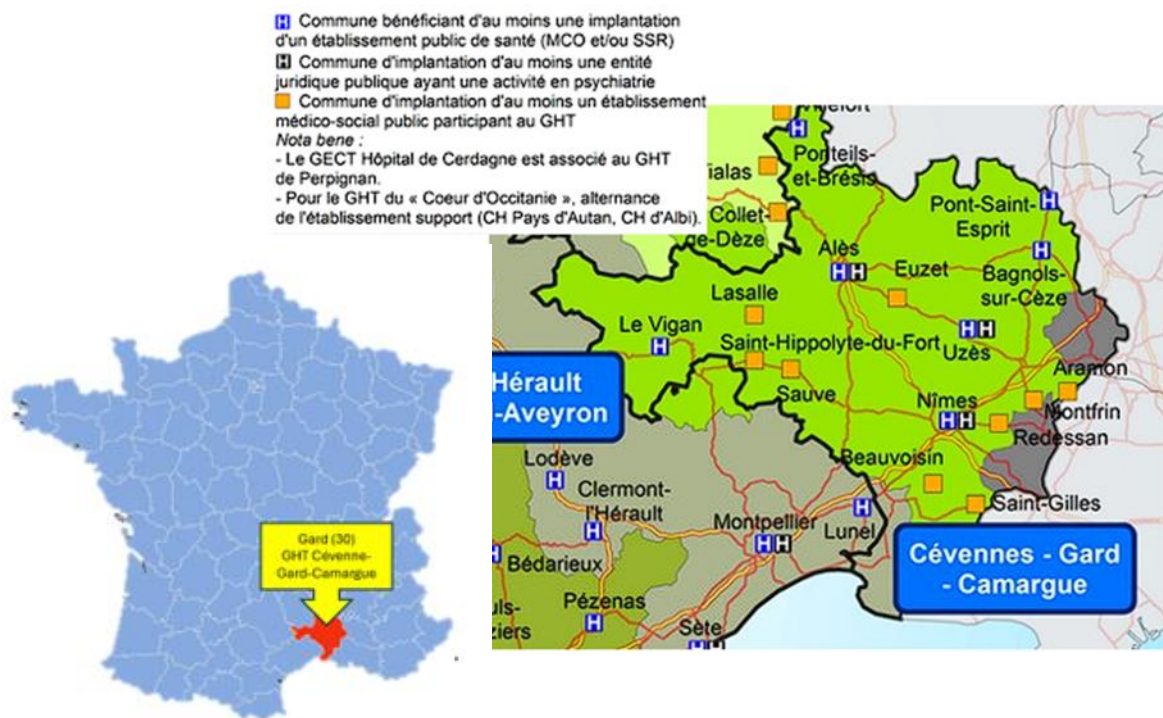 H Commune bénéficiant d'au moins une implantation
d'un établissement public de santé (MCO et/ou SSR)
H Commune d'implantation d'au moins une entité
juridique publique ayant une activité en psychiatrie
Commune d'implantation d'au moins un établissement
médico-social public participant au GHT
Nota bene :
- Le GECT Hôpital de Cerdagne est associé au GHT
de Perpignan.
- Pour le GHT du « Coeur d'Occitanie », alternance
de l'établissement support (CH Pays d'Autan, CH d'Albi).
H
Ponteils-
et-Brésis
ialas
Collet-
de-Dèze
Pont-Saint-
Esprit
H
H
Bagnols-
sur-Cèze
Alès
H H
Euzet
Lasalle
Le Vigan
H
Saint-Hippolyte-du-Fort
Sauve
H H
Uzès
Aramon
Montfrin
Nîmes
H H
Redessan
Hérault
-Aveyron
Beauvoisin
Saint-Gilles
Lodève
H
Clermont-
l'Hérault
H
Montpellier
H H
H
Lunel
H
Bédarieux
Pézenas
H
ziers
Sète
H H
Cévennes - Gard
- Camargue
Gard (30)
GHT Cévenne-
Gard-Camargue